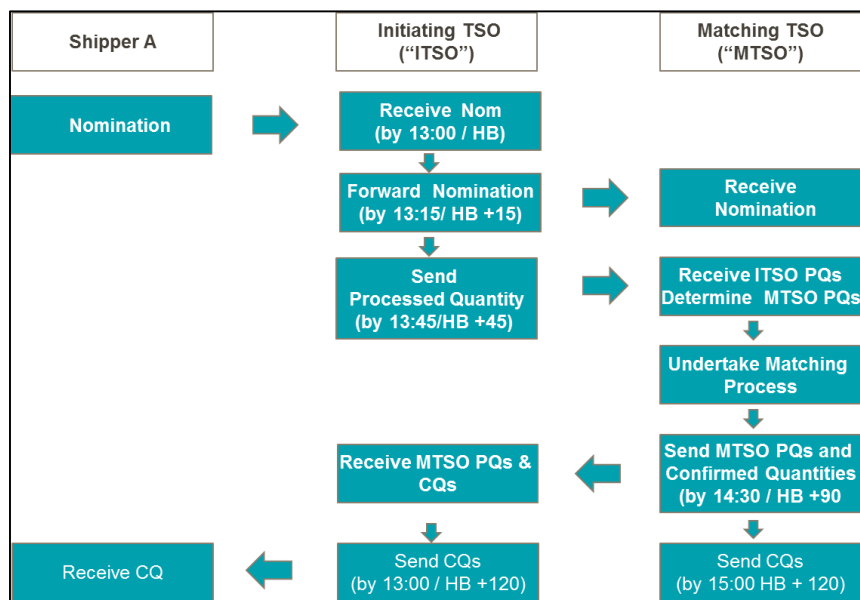 Shipper A
Initiating TSO
(“ITSO”)
Matching TSO
(“MTSO”)
Nomination
Receive Nom
(by 13:00 / HB)
Forward Nomination
(by 13:15/ HB +15)
Receive
Nomination
Send
Processed Quantity
(by 13:45/HB +45)
Receive ITSO PQs
Determine MTSO PQs
Undertake Matching
Process
Receive MTSO PQs &
CQs
Send MTSO PQs and
Confirmed Quantities
(by 14:30 / HB +90
Receive CQ
Send CQs
(by 13:00 / HB +120)
Send CQs
(by 15:00 HB + 120)